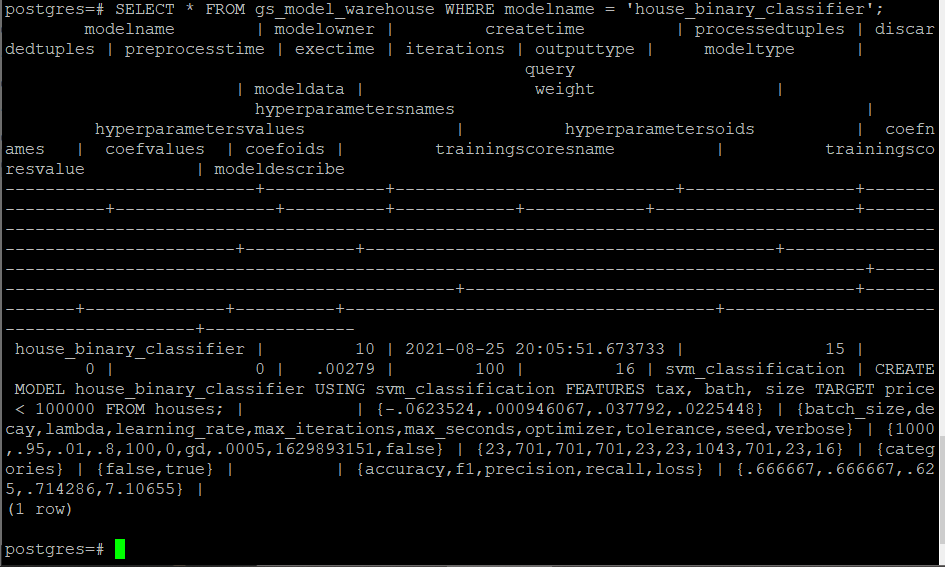 postgres=# SELECT * FROM gs_model_warehouse WHERE modelname = 'house_binary_classifier';
        modelname        | modelowner |         createtime         | processedtuples | discar
dedtuples | preprocesstime | exectime | iterations | outputtype |     modeltype      |
                                                    query
                       | modeldata |                 weight                  |
                         hyperparametersnames                                         |
         hyperparametersvalues               |          hyperparametersoids          | coefn
ames   |  coefvalues  | coefoids |         trainingscoresname          |          trainingsco
resvalue           | modeldescribe
-------------------------+------------+----------------------------+-----------------+-------
----------+----------------+----------+------------+------------+--------------------+-------
---------------------------------------------------------------------------------------------
-----------------------+-----------+-----------------------------------------+---------------
--------------------------------------------------------------------------------------+------
---------------------------------------------+---------------------------------------+-------
-------+--------------+----------+-------------------------------------+---------------------
-------------------+---------------
 house_binary_classifier |         10 | 2021-08-25 20:05:51.673733 |              15 |
        0 |              0 |   .00279 |        100 |         16 | svm_classification | CREATE
 MODEL house_binary_classifier USING svm_classification FEATURES tax, bath, size TARGET price
 < 100000 FROM houses; |           | {-.0623524,.000946067,.037792,.0225448} | {batch_size,de
cay,lambda,learning_rate,max_iterations,max_seconds,optimizer,tolerance,seed,verbose} | {1000
,.95,.01,.8,100,0,gd,.0005,1629893151,false} | {23,701,701,701,23,23,1043,701,23,16} | {categ
ories} | {false,true} |          | {accuracy,f1,precision,recall,loss} | {.666667,.666667,.62
5,.714286,7.10655} |
(1 row)
postgres=#